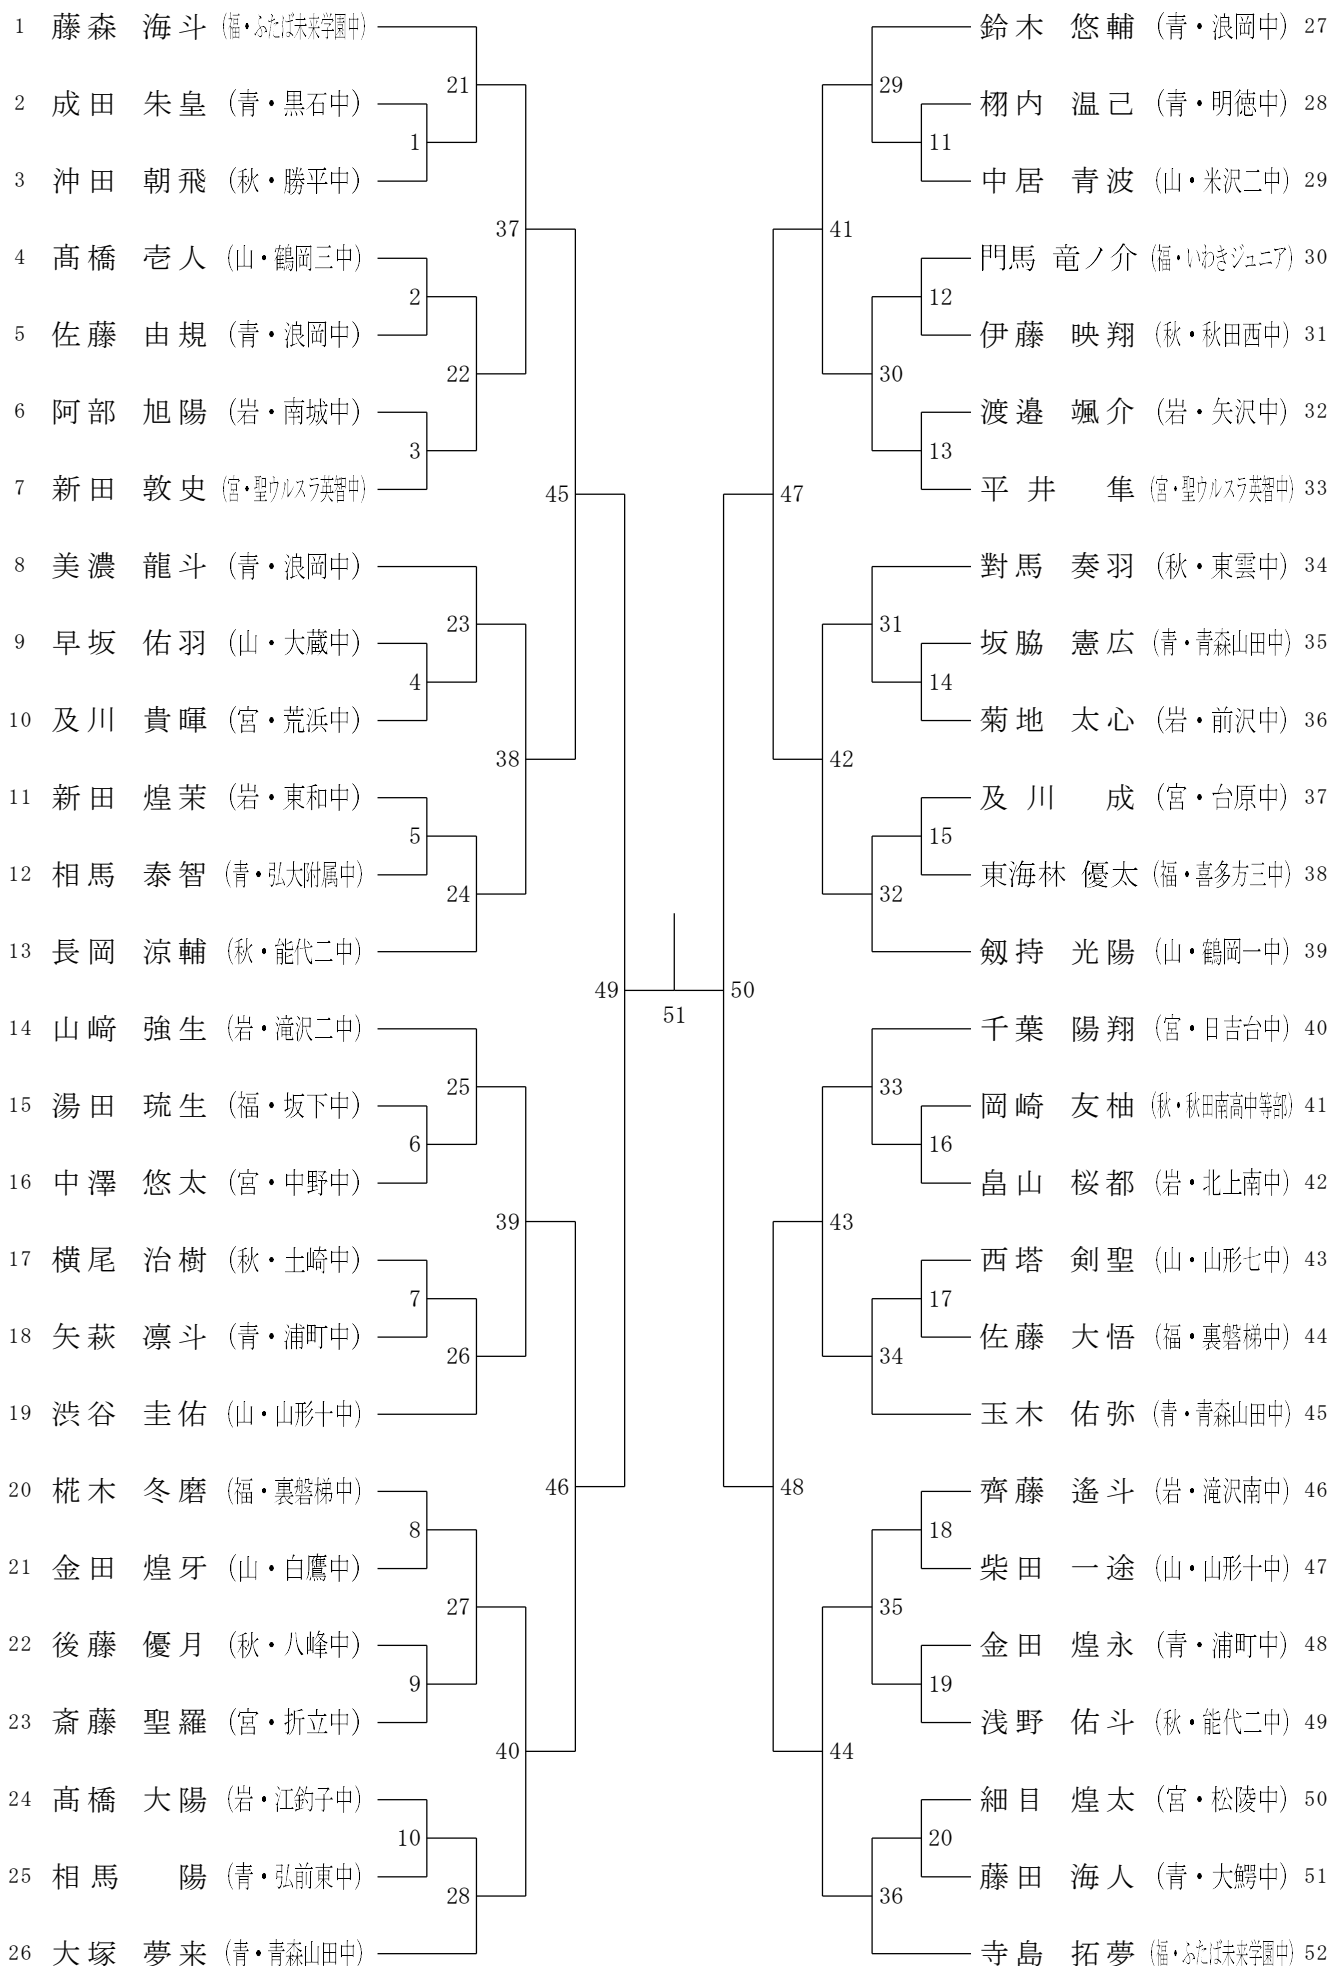 1 藤森 海斗 (福・ふたば未来学園中)
21
2 成田 朱皇 (青・黒石中)
1
3 沖田 朝飛 (秋・勝平中)
37
4 髙橋 壱人 (山・鶴岡三中)
2
5 佐藤 由規 (青・浪岡中)
22
6 阿部 旭陽 (岩・南城中)
3
7 新田 敦史 (宮・聖ウルスラ英智中)
45
8 美濃 龍斗 (青・浪岡中)
23
9 早坂 佑羽 (山・大蔵中)
4
10 及川 貴暉 (宮・荒浜中)
38
11 新田 煌茉 (岩・東和中)
5
12 相馬 泰智 (青・弘大附属中)
24
13 長岡 涼輔 (秋・能代二中)
49
14 山﨑 強生 (岩・滝沢二中)
25
15 湯田 琉生 (福・坂下中)
6
16 中澤 悠太 (宮・中野中)
39
17 横尾 治樹 (秋・土崎中)
7
18 矢萩 凛斗 (青・浦町中)
26
19 渋谷 圭佑 (山・山形十中)
46
20 椛木 冬磨 (福・裏磐梯中)
8
21 金田 煌牙 (山・白鷹中)
27
22 後藤 優月 (秋・八峰中)
9
23 斎藤 聖羅 (宮・折立中)
40
24 髙橋 大陽 (岩・江釣子中)
10
25 相馬 陽 (青・弘前東中)
28
26 大塚 夢来 (青・青森山田中)
51
鈴木 悠輔 (青・浪岡中) 27
29
栩内 温己 (青・明徳中) 28
11
中居 青波 (山・米沢二中) 29
41
門馬 竜ノ介 (福・いわきジュニア) 30
12
伊藤 映翔 (秋・秋田西中) 31
30
渡邉 颯介 (岩・矢沢中) 32
13
平井 隼 (宮・聖ウルスラ英智中) 33
47
對馬 奏羽 (秋・東雲中) 34
31
坂脇 憲広 (青・青森山田中) 35
14
菊地 太心 (岩・前沢中) 36
42
及川 成 (宮・台原中) 37
15
東海林 優太 (福・喜多方三中) 38
32
剱持 光陽 (山・鶴岡一中) 39
50
千葉 陽翔 (宮・日吉台中) 40
33
岡崎 友柚 (秋・秋田南高中等部) 41
16
畠山 桜都 (岩・北上南中) 42
43
西塔 剣聖 (山・山形七中) 43
17
佐藤 大悟 (福・裏磐梯中) 44
34
玉木 佑弥 (青・青森山田中) 45
48
齊藤 遙斗 (岩・滝沢南中) 46
18
柴田 一途 (山・山形十中) 47
35
金田 煌永 (青・浦町中) 48
19
浅野 佑斗 (秋・能代二中) 49
44
細目 煌太 (宮・松陵中) 50
20
藤田 海人 (青・大鰐中) 51
36
寺島 拓夢 (福・ふたば未来学園中) 52